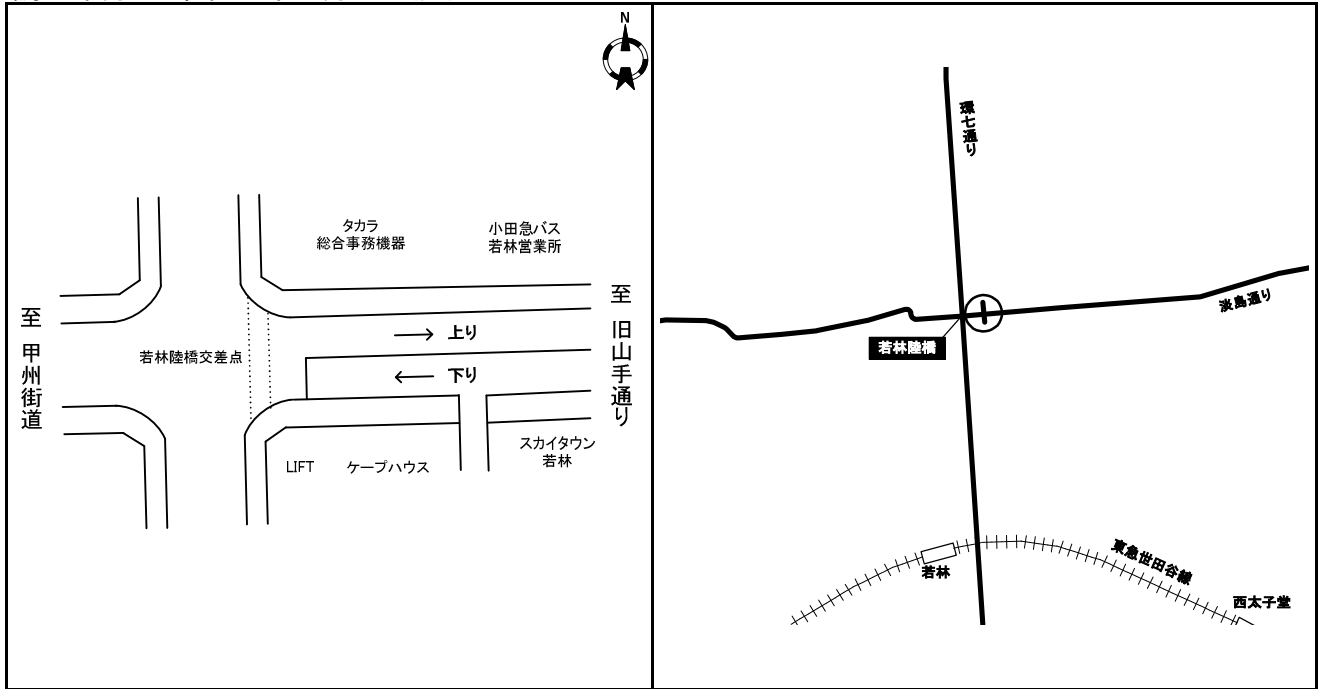 N
タカラ
総合事務機器
小田急バス
若林営業所
至 甲州街道
至 旧山手通り
上り
若林陸橋交差点
下り
スカイタウン
若林
LIFT
ケープハウス
環七通り
淡島通り
若林陸橋
東急世田谷線
若林
西太子堂